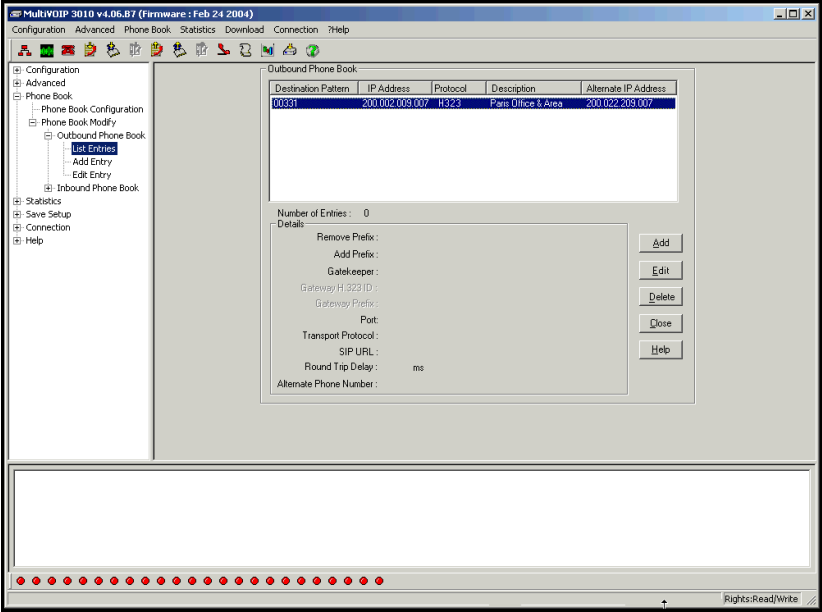 MultiVOIP 3010 v4.06.B7 (Firmware : Feb 24 2004)
Configuration Advanced Phone Book Statistics Download Connection ?Help
Configuration
Advanced
Phone Book
Phone Book Configuration
Phone Book Modify
Outbound Phone Book
List Entries
Add Entry
Edit Entry
Inbound Phone Book
Statistics
Save Setup
Connection
Help
Outbound Phone Book
Destination Pattern IP Address Protocol Description Alternate IP Address
00331 200.002.009.007 H323 Paris Office & Area 200.022.209.007
Number of Entries : 0
Details
Remove Prefix :
Add Prefix :
Gatekeeper :
Gateway H.323 ID :
Gateway Prefix :
Port:
Transport Protocol :
SIP URL :
Round Trip Delay : ms
Alternate Phone Number :
Add
Edit
Delete
Close
Help
Rights:Read/Write